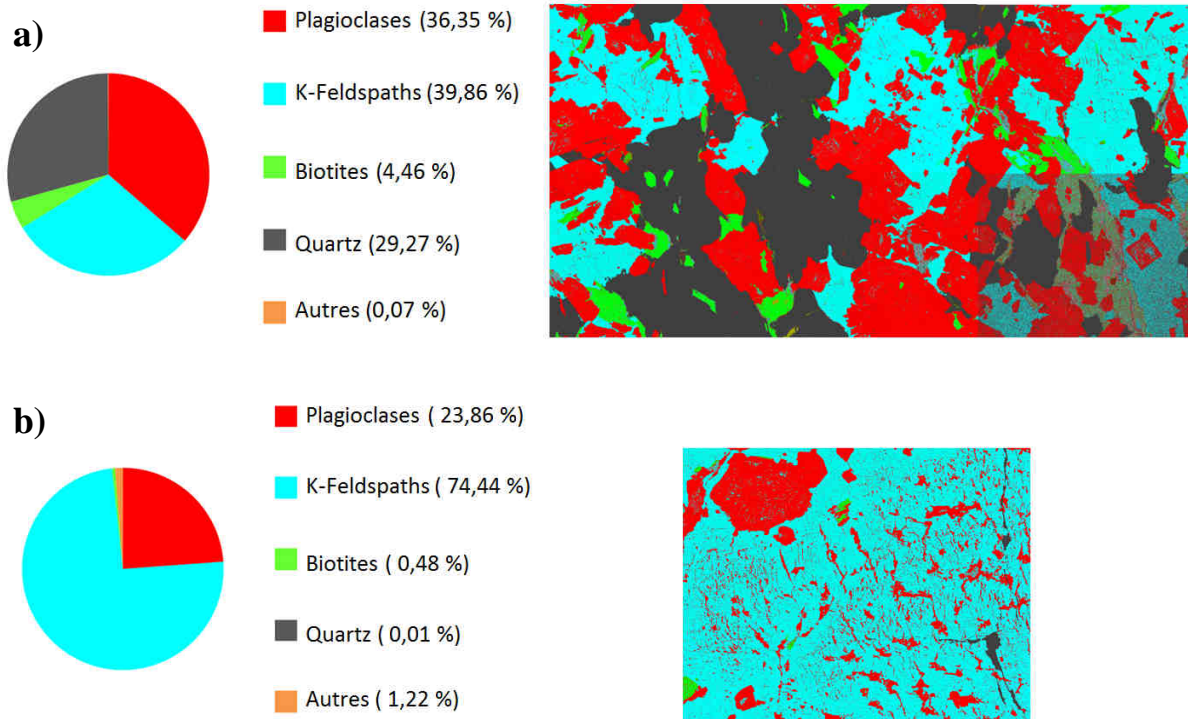 a)
Plagioclases (36,35 %)
K-Feldspaths (39,86 %)
Biotites (4,46 %)
Quartz (29,27 %)
Autres (0,07 %)
b)
Plagioclases ( 23,86 %)
K-Feldspaths ( 74,44 %)
Biotites ( 0,48 %)
Quartz ( 0,01 %)
Autres ( 1,22 %)